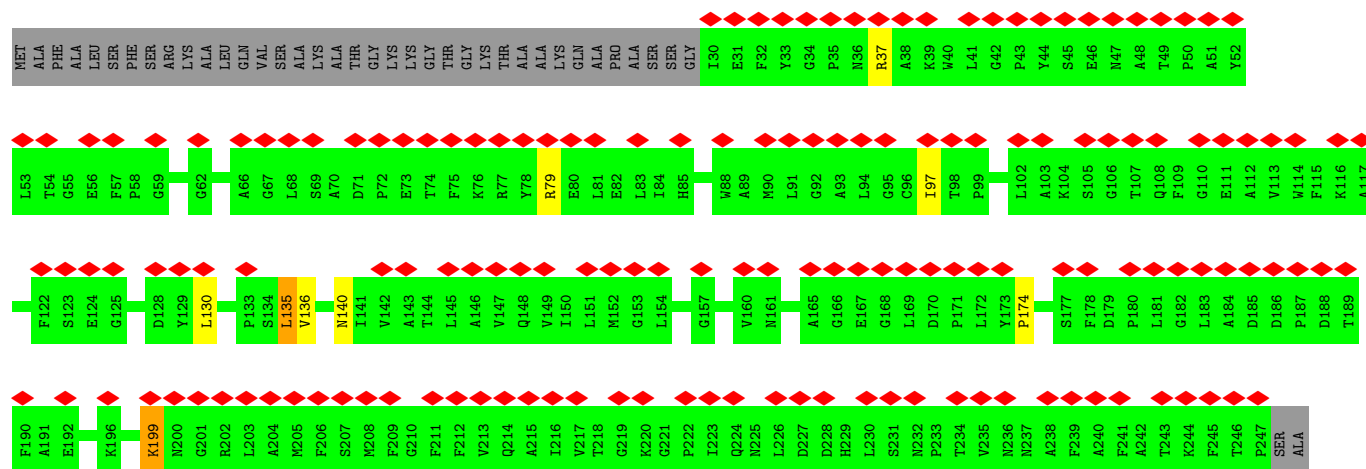 MET ALA PHE ALA LEU SER PHE SER ARG LYS ALA LEU GLN VAL SER ALA LYS ALA THR GLY LYS LYS GLY THR GLY LYS THR ALA ALA LYS GLN ALA PRO ALA SER SER GLY I30 E31 F32 Y33 G34 P35 N36 R37 A38 K39 W40 L41 G42 P43 Y44 S45 E46 N47 A48 T49 P50 A51 Y52
L53 T54 G55 E56 F57 P58 G59 G62 A66 G67 L68 S69 A70 D71 P72 E73 T74 F75 K76 R77 Y78 R79 E80 L81 E82 L83 I84 H85 W88 A89 M90 L91 G92 A93 L94 G95 C96 I97 T98 P99 L102 A103 K104 S105 G106 T107 Q108 F109 G110 E111 A112 V113 W114 F115 K116 A117
F122 S123 E124 G125 D128 Y129 L130 P133 S134 L135 V136 N140 I141 V142 A143 T144 L145 A146 V147 Q148 V149 I150 L151 M152 G153 L154 G157 V160 N161 A165 G166 E167 G168 L169 D170 P171 L172 Y173 P174 S177 F178 D179 P180 L181 G182 L183 A184 D185 D186 P187 D188 T189
F190 A191 E192 K196 K199 N200 G201 R202 L203 A204 M205 F206 S207 M208 F209 G210 F211 F212 V213 Q214 A215 I216 V217 T218 G219 K220 G221 P222 I223 Q224 N225 L226 D227 D228 H229 L230 S231 N232 P233 T234 V235 N236 N237 A238 F239 A240 F241 A242 T243 K244 F245 T246 P247 SER ALA